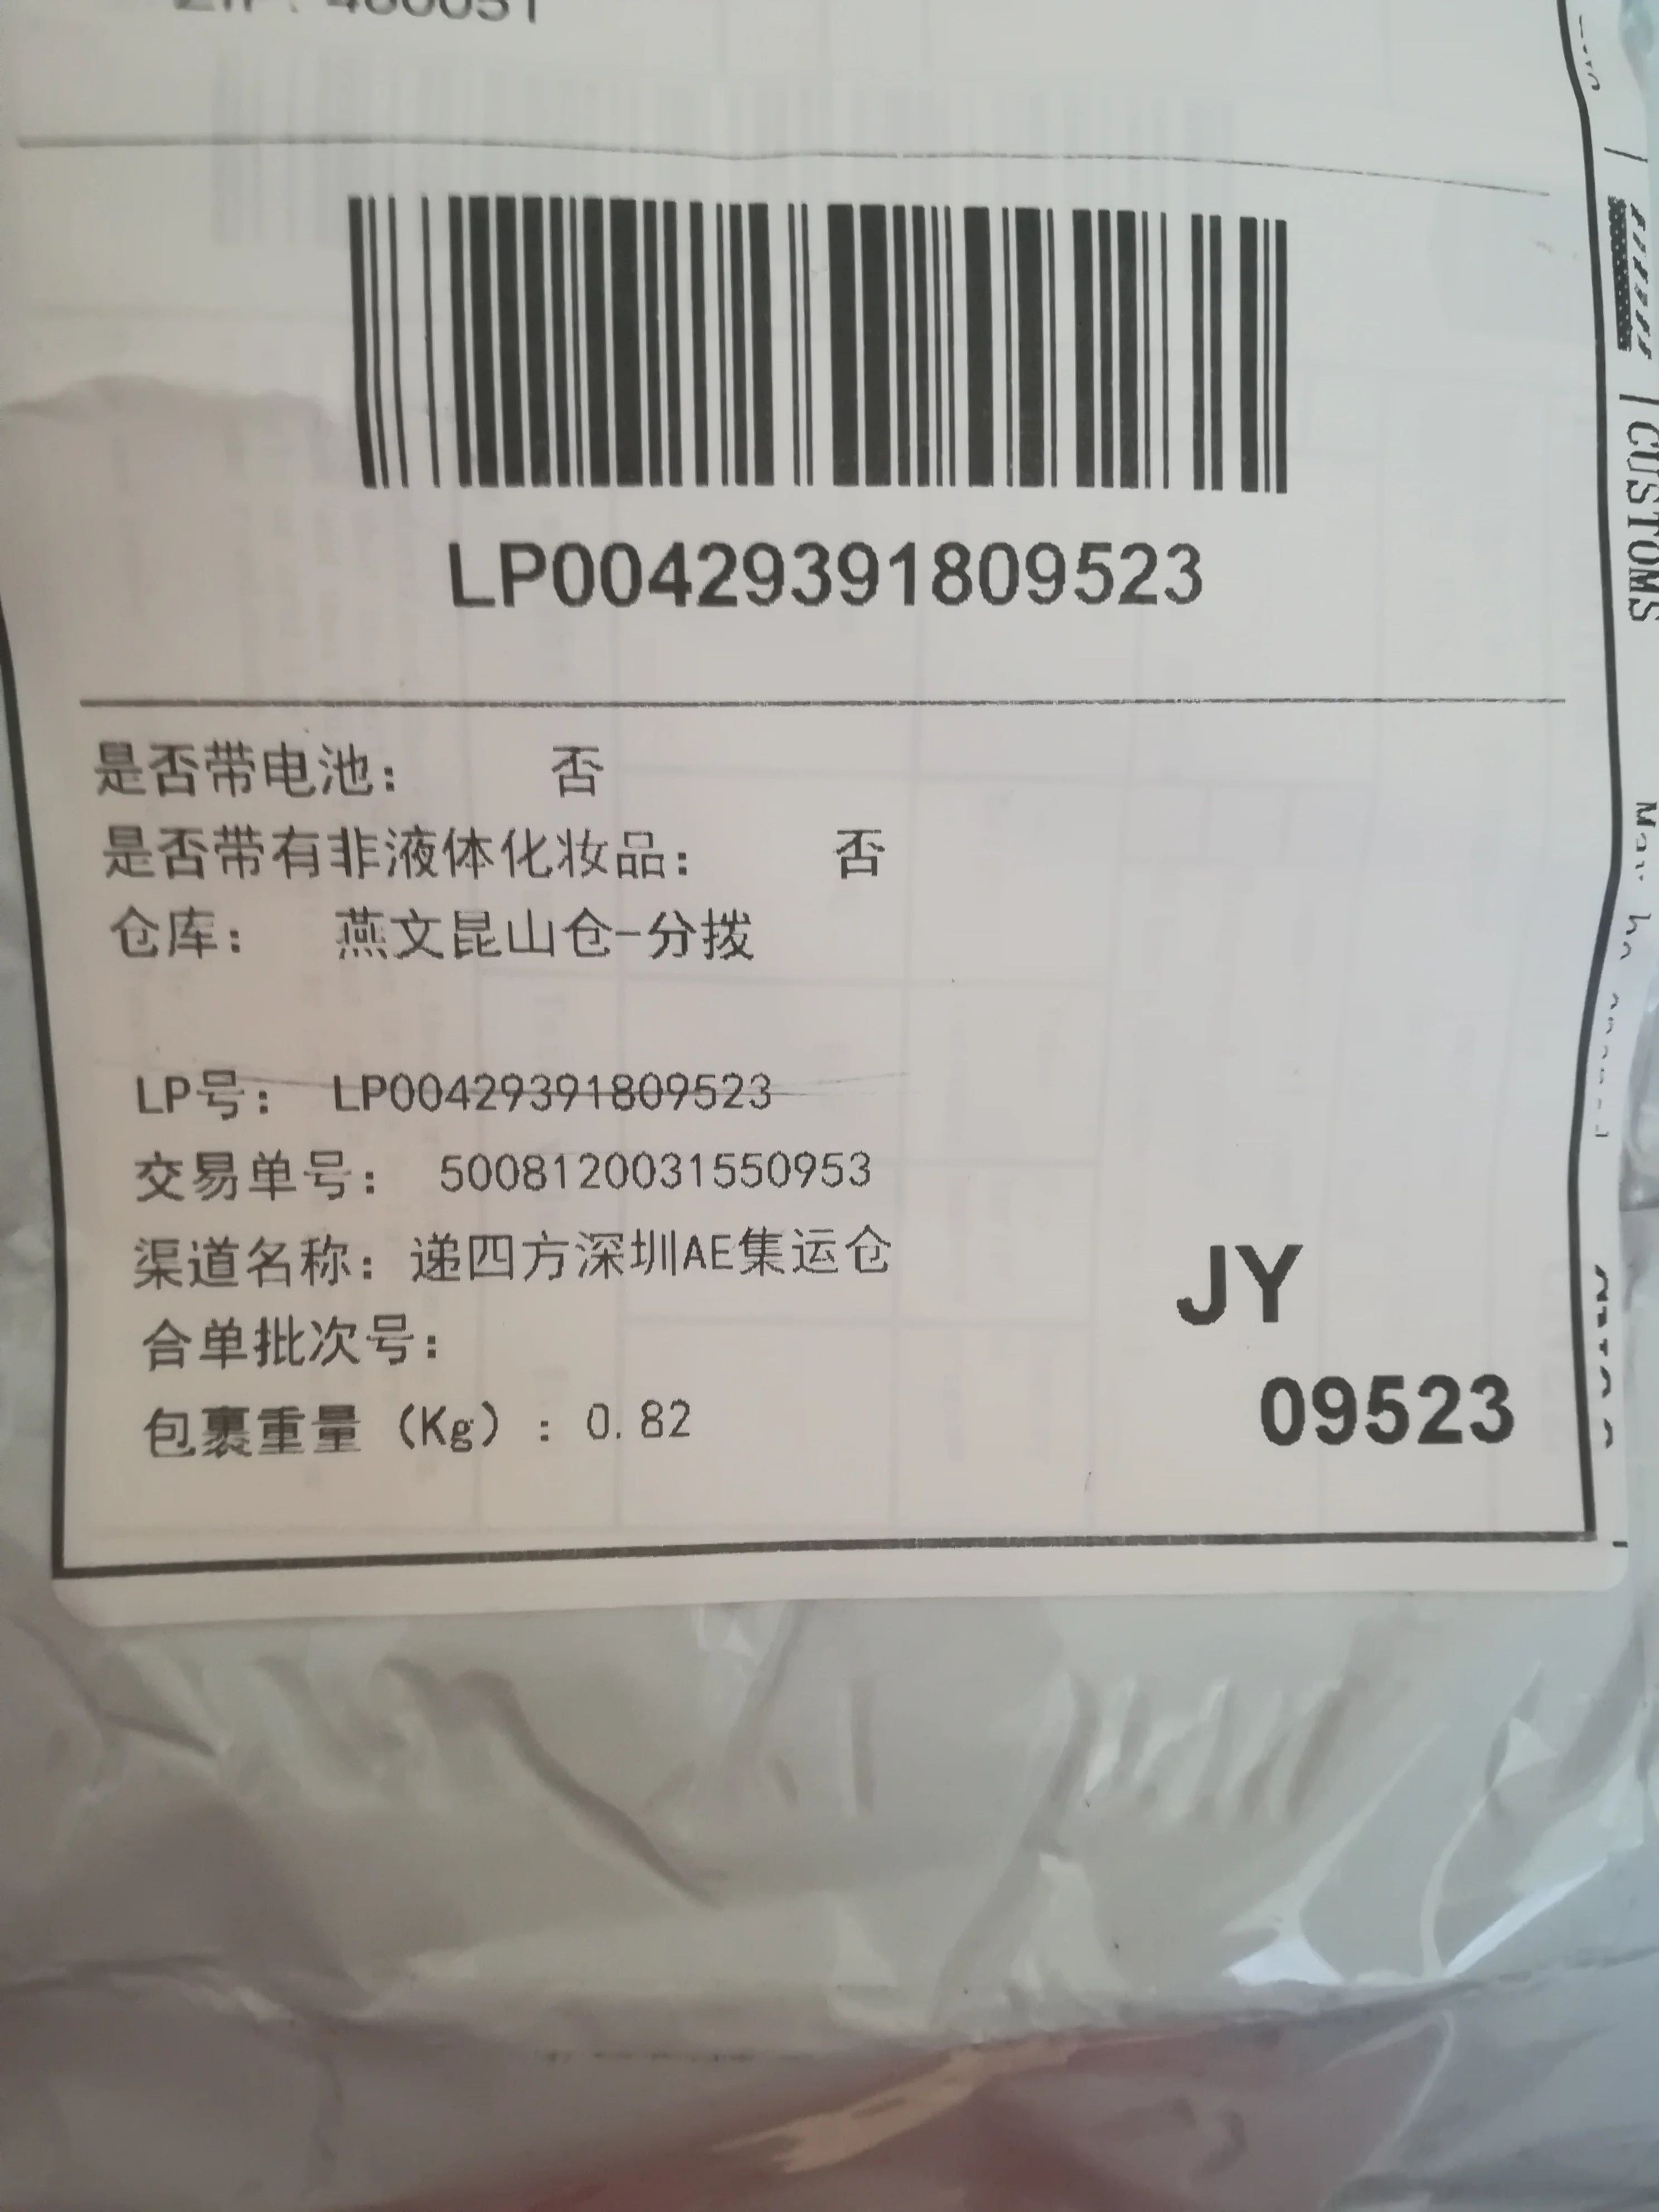 LP00429391809523
是否带电池: 否
是否带有非液体化妆品: 否
仓库: 燕文昆山仓-分拨
LP号: LP00429391809523
交易单号: 5008120031550953
渠道名称: 递四方深圳AE集运仓
合单批次号:
包裹重量 (Kg) : 0.82
JY
09523
CUSTOMS